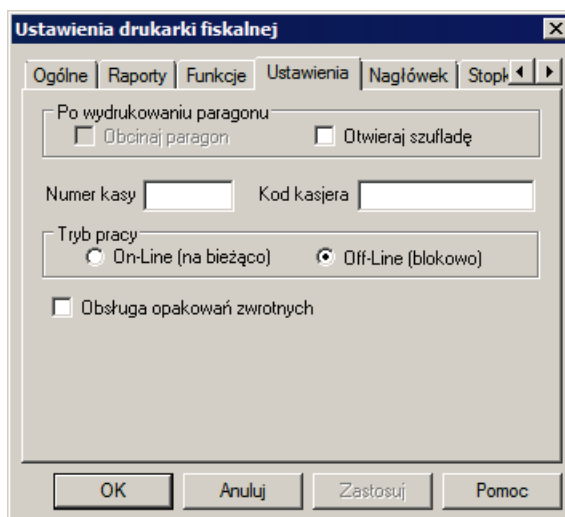 Ustawienia drukarki fiskalnej
Ogólne Raporty Funkcje Ustawienia Nagłówek Stopk
Po wydrukowaniu paragonu
Obcinaj paragon Otwieraj szufladę
Numer kasy Kod kasjera
Tryb pracy
On-Line (na bieżąco) Off-Line (blokowo)
Obsługa opakowań zwrotnych
OK Anuluj Zastosuj Pomoc